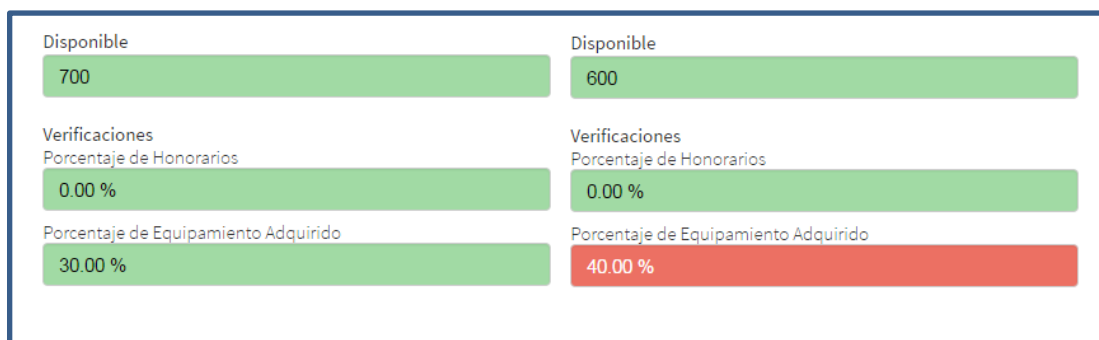 Disponible
700
Verificaciones
Porcentaje de Honorarios
0.00 %
Porcentaje de Equipamiento Adquirido
30.00 %
Disponible
600
Verificaciones
Porcentaje de Honorarios
0.00 %
Porcentaje de Equipamiento Adquirido
40.00 %